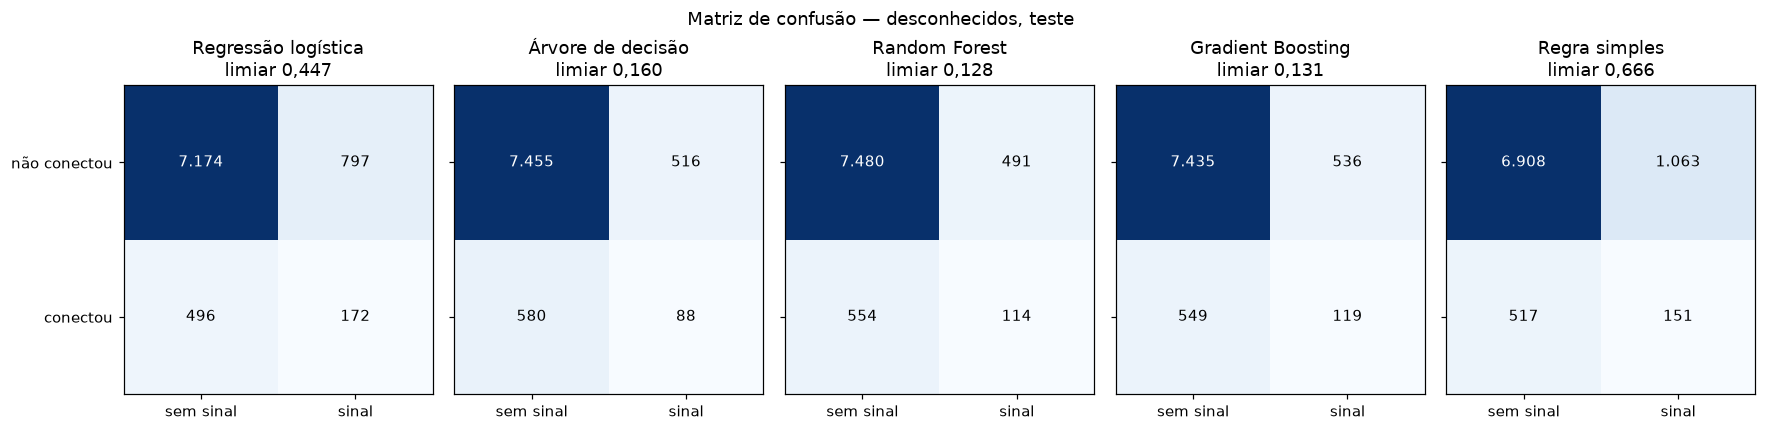 Matriz de confusão — desconhecidos, teste
Regressão logística
limiar 0,447
Árvore de decisão
limiar 0,160
Random Forest
limiar 0,128
Gradient Boosting
limiar 0,131
Regra simples
limiar 0,666
não conectou
7.174
797
7.455
516
7.480
491
7.435
536
6.908
1.063
conectou
496
172
580
88
554
114
549
119
517
151
sem sinal
sinal
sem sinal
sinal
sem sinal
sinal
sem sinal
sinal
sem sinal
sinal